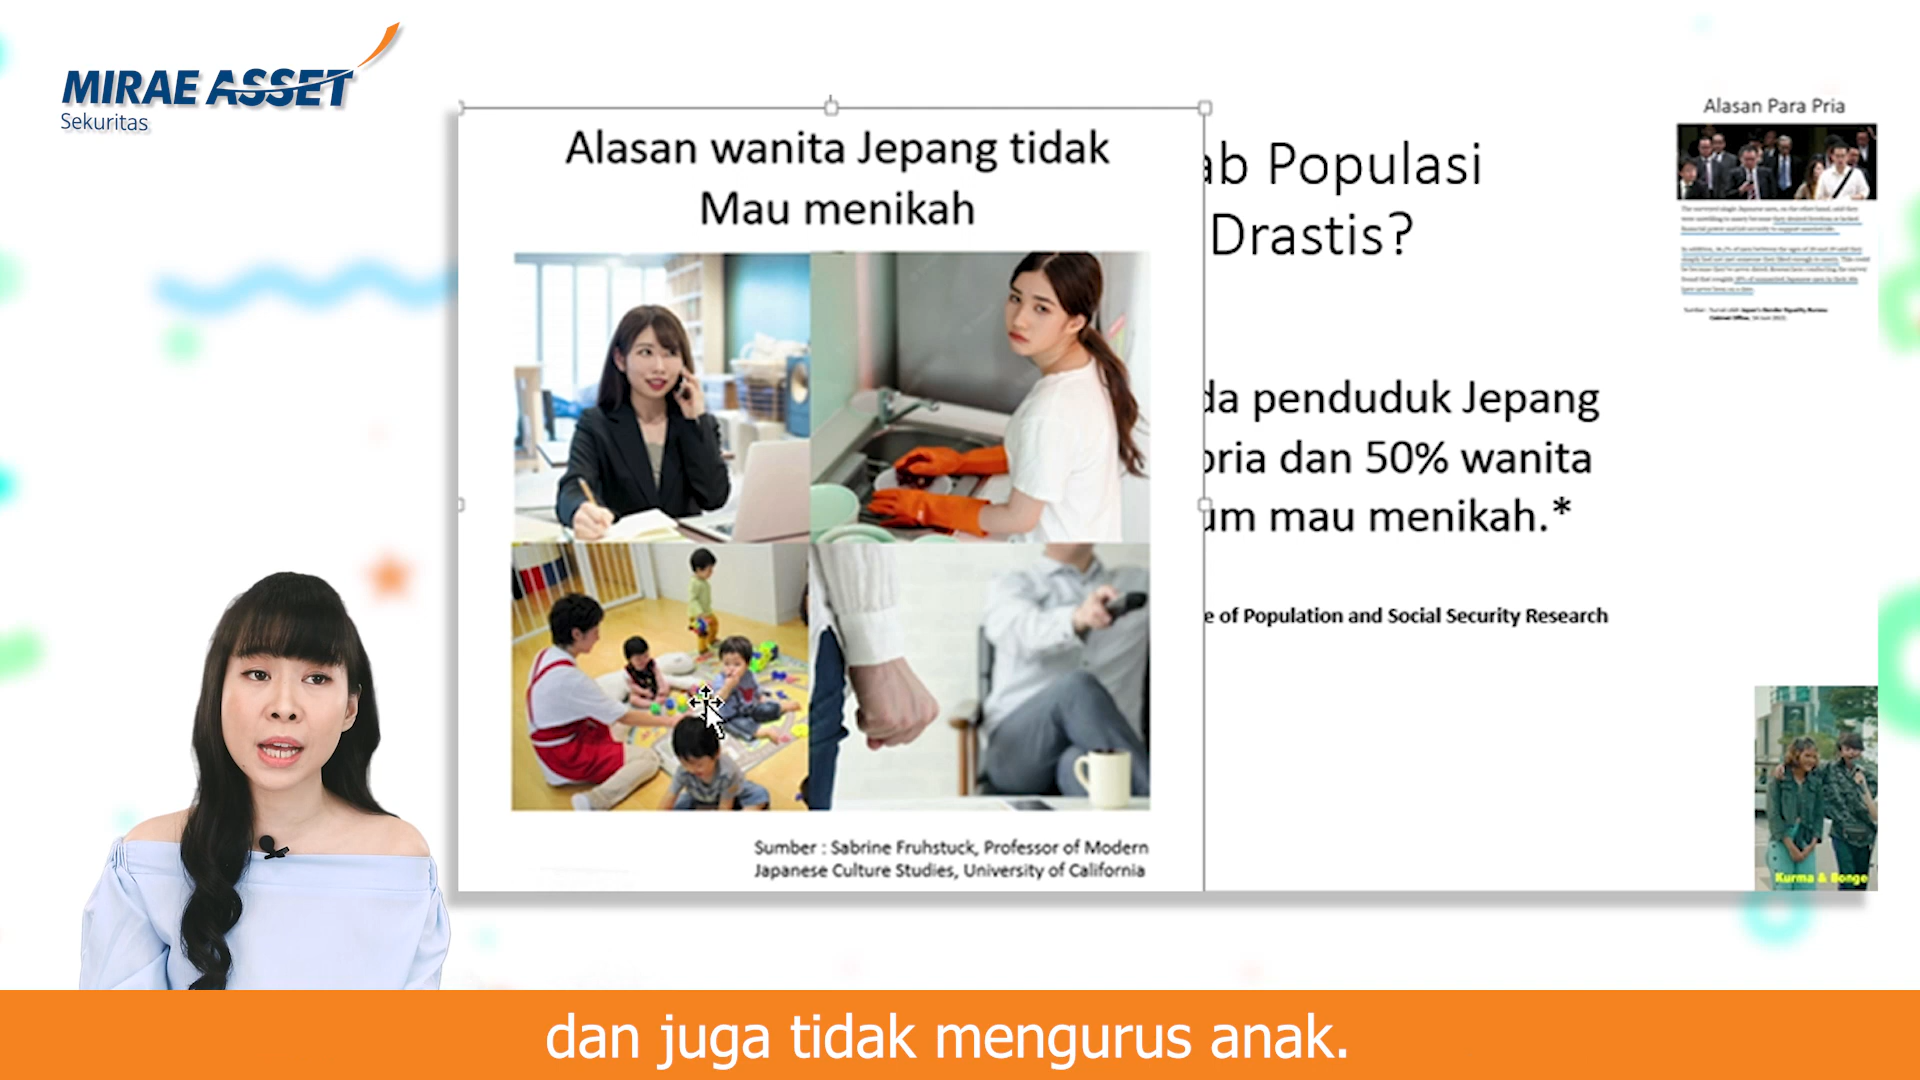 MIRAE ASSET
Sekuritas
Alasan wanita Jepang tidak
Mau menikah
Sumber : Sabrine Fruhstuck, Professor of Modern
Japanese Culture Studies, University of California
ab Populasi
Drastis?
da penduduk Jepang
pria dan 50% wanita
um mau menikah.*
e of Population and Social Security Research
Alasan Para Pria
Kurma & Bonge
dan juga tidak mengurus anak.